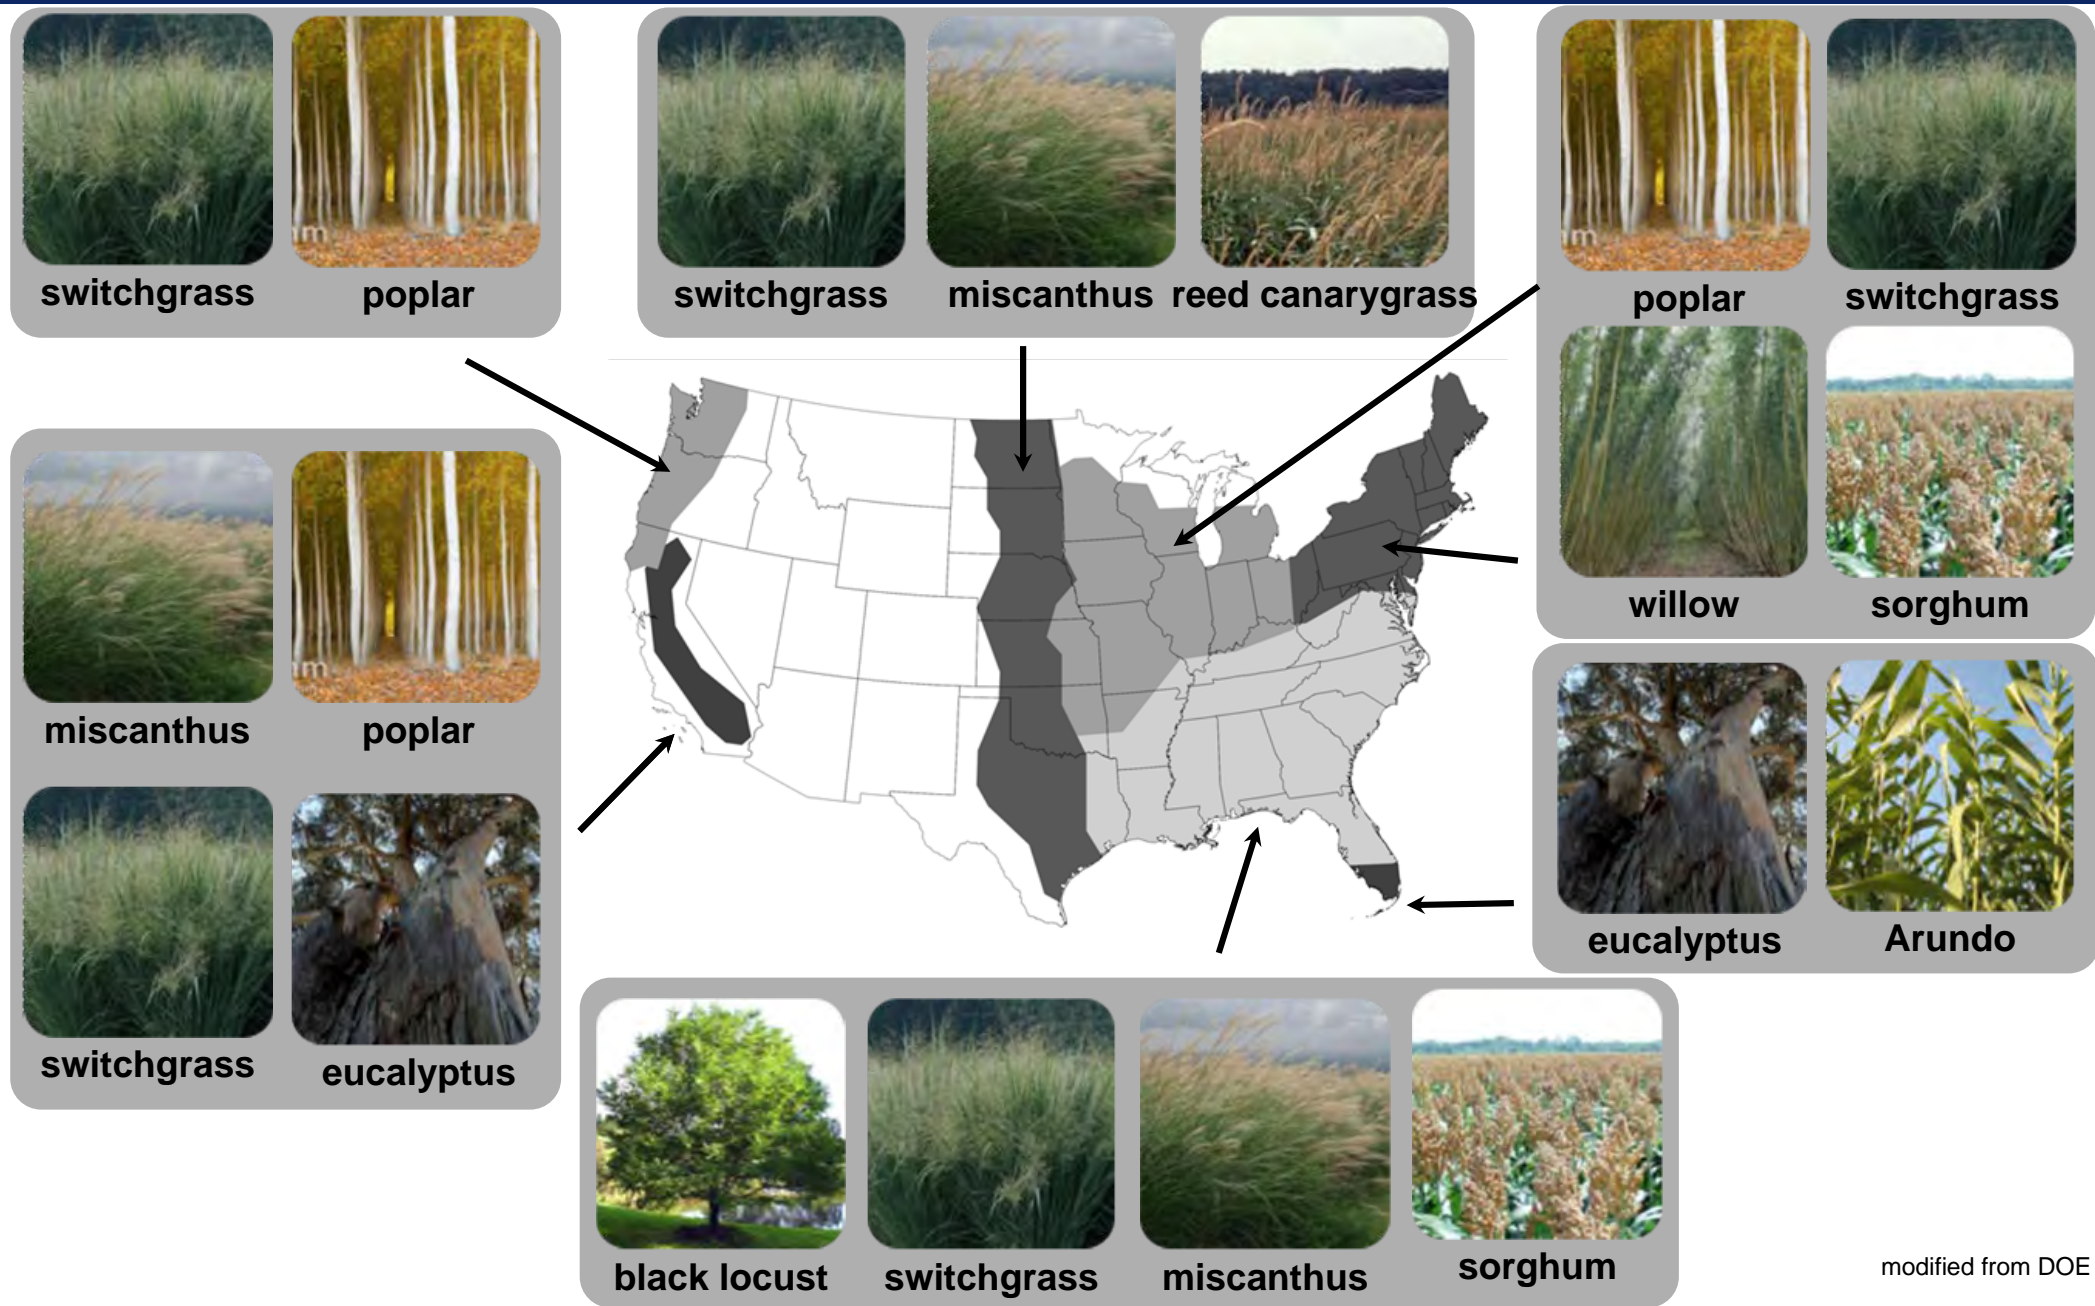 switchgrass poplar
switchgrass miscanthus reed canarygrass
poplar switchgrass
willow sorghum
miscanthus poplar
switchgrass eucalyptus
eucalyptus Arundo
black locust switchgrass miscanthus sorghum
modified from DOE